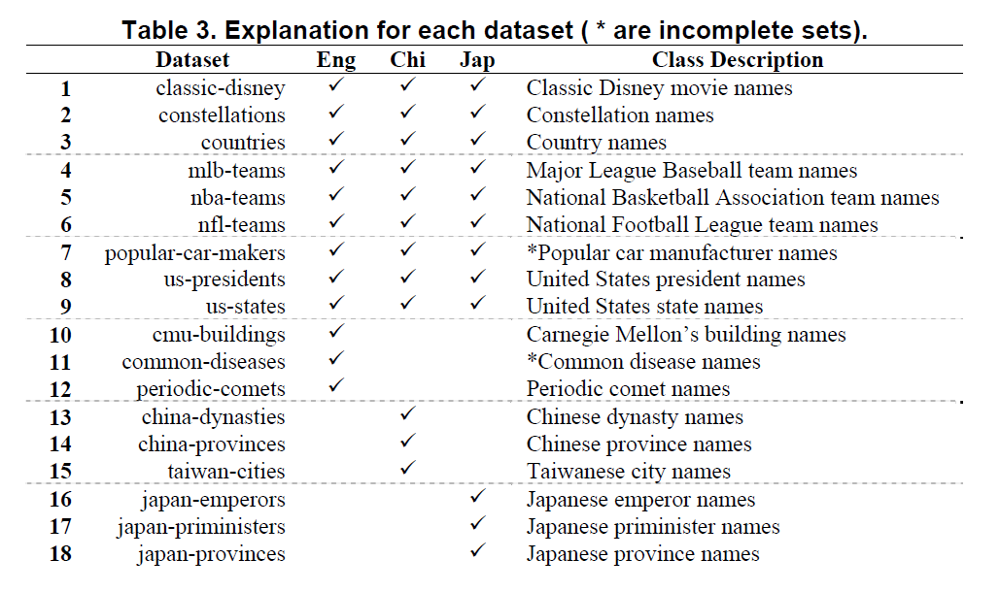 Table 3. Explanation for each dataset ( * are incomplete sets).
Dataset Eng Chi Jap Class Description
1 classic-disney ✓ ✓ ✓ Classic Disney movie names
2 constellations ✓ ✓ ✓ Constellation names
3 countries ✓ ✓ ✓ Country names
4 mlb-teams ✓ ✓ ✓ Major League Baseball team names
5 nba-teams ✓ ✓ ✓ National Basketball Association team names
6 nfl-teams ✓ ✓ ✓ National Football League team names
7 popular-car-makers ✓ ✓ ✓ *Popular car manufacturer names
8 us-presidents ✓ ✓ ✓ United States president names
9 us-states ✓ ✓ ✓ United States state names
10 cmu-buildings ✓ Carnegie Mellon’s building names
11 common-diseases ✓ *Common disease names
12 periodic-comets ✓ Periodic comet names
13 china-dynasties ✓ Chinese dynasty names
14 china-provinces ✓ Chinese province names
15 taiwan-cities ✓ Taiwanese city names
16 japan-emperors ✓ Japanese emperor names
17 japan-priministers ✓ Japanese priminister names
18 japan-provinces ✓ Japanese province names